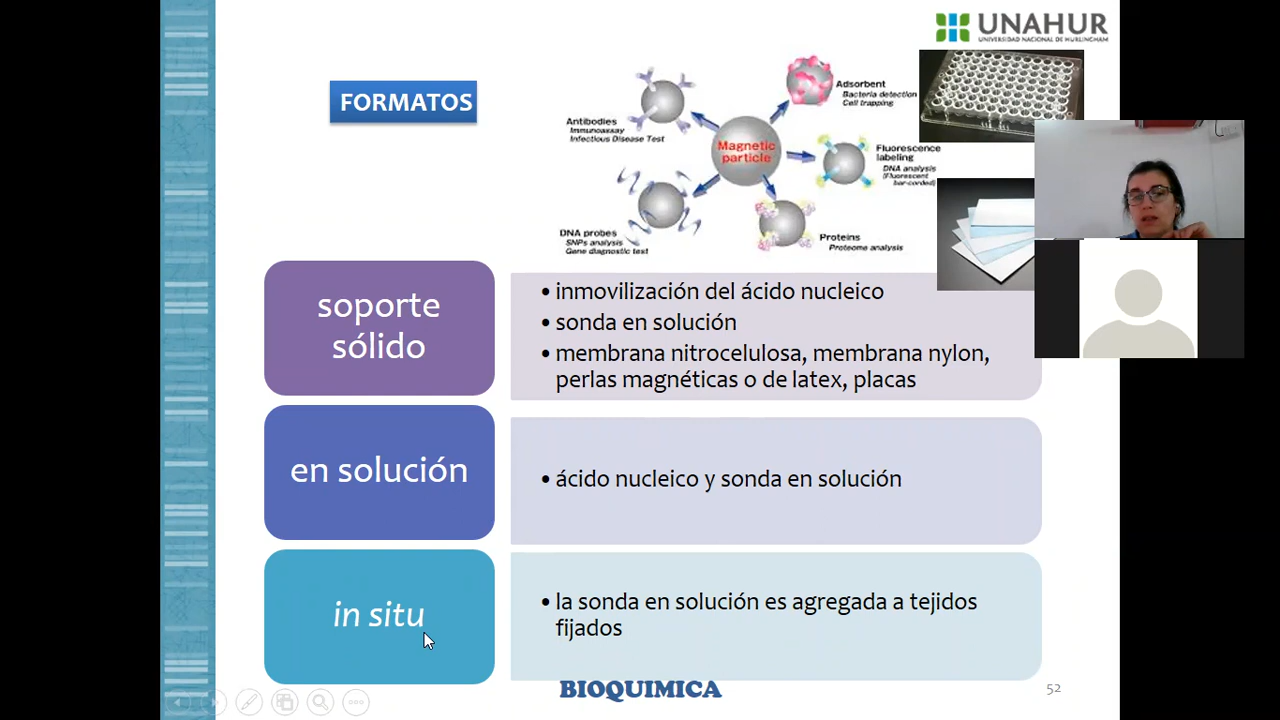 UNAHUR
UNIVERSIDAD NACIONAL DE HURLINGHAM
FORMATOS
Adsorbent
Bacteria detection
Cell trapping
Antibodies
Immunoassay
Infectious Disease Test
Magnetic
particle
Fluorescence
labeling
DNA analysis
(Fluorescent
bar-corded)
DNA probes
SNPs analysis
Gene diagnostic test
Proteins
Proteome analysis
soporte
sólido
• inmovilización del ácido nucleico
• sonda en solución
• membrana nitrocelulosa, membrana nylon,
perlas magnéticas o de latex, placas
en solución
• ácido nucleico y sonda en solución
in situ
• la sonda en solución es agregada a tejidos
fijados
BIOQUIMICA
52